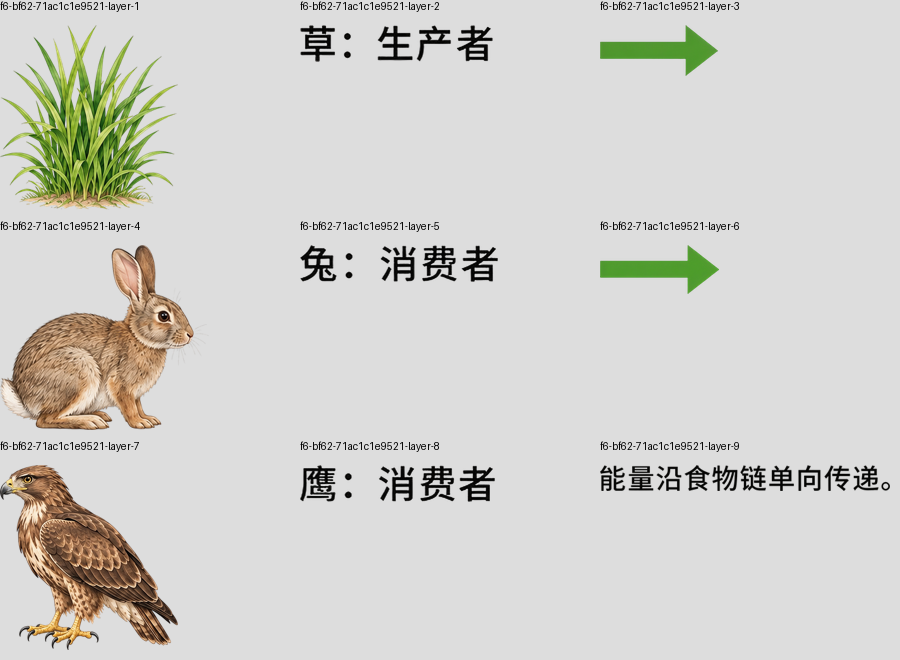 f6-bf62-71ac1c1e9521-layer-1
f6-bf62-71ac1c1e9521-layer-2
f6-bf62-71ac1c1e9521-layer-3
草：生产者
f6-bf62-71ac1c1e9521-layer-4
f6-bf62-71ac1c1e9521-layer-5
f6-bf62-71ac1c1e9521-layer-6
兔：消费者
f6-bf62-71ac1c1e9521-layer-7
f6-bf62-71ac1c1e9521-layer-8
f6-bf62-71ac1c1e9521-layer-9
鹰：消费者
能量沿食物链单向传递。